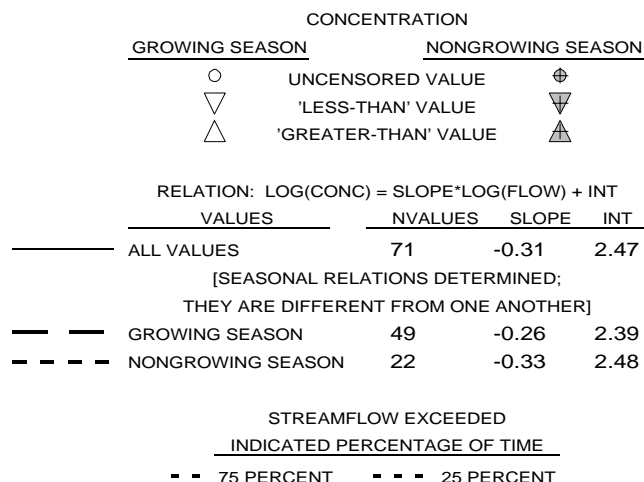 CONCENTRATION
GROWING SEASON NONGROWING SEASON
UNCENSORED VALUE
'LESS-THAN' VALUE
'GREATER-THAN' VALUE
RELATION: LOG(CONC) = SLOPE*LOG(FLOW) + INT
VALUES NVALUES SLOPE INT
ALL VALUES 71 -0.31 2.47
[SEASONAL RELATIONS DETERMINED;
THEY ARE DIFFERENT FROM ONE ANOTHER]
GROWING SEASON 49 -0.26 2.39
NONGROWING SEASON 22 -0.33 2.48
STREAMFLOW EXCEEDED
INDICATED PERCENTAGE OF TIME
75 PERCENT 25 PERCENT